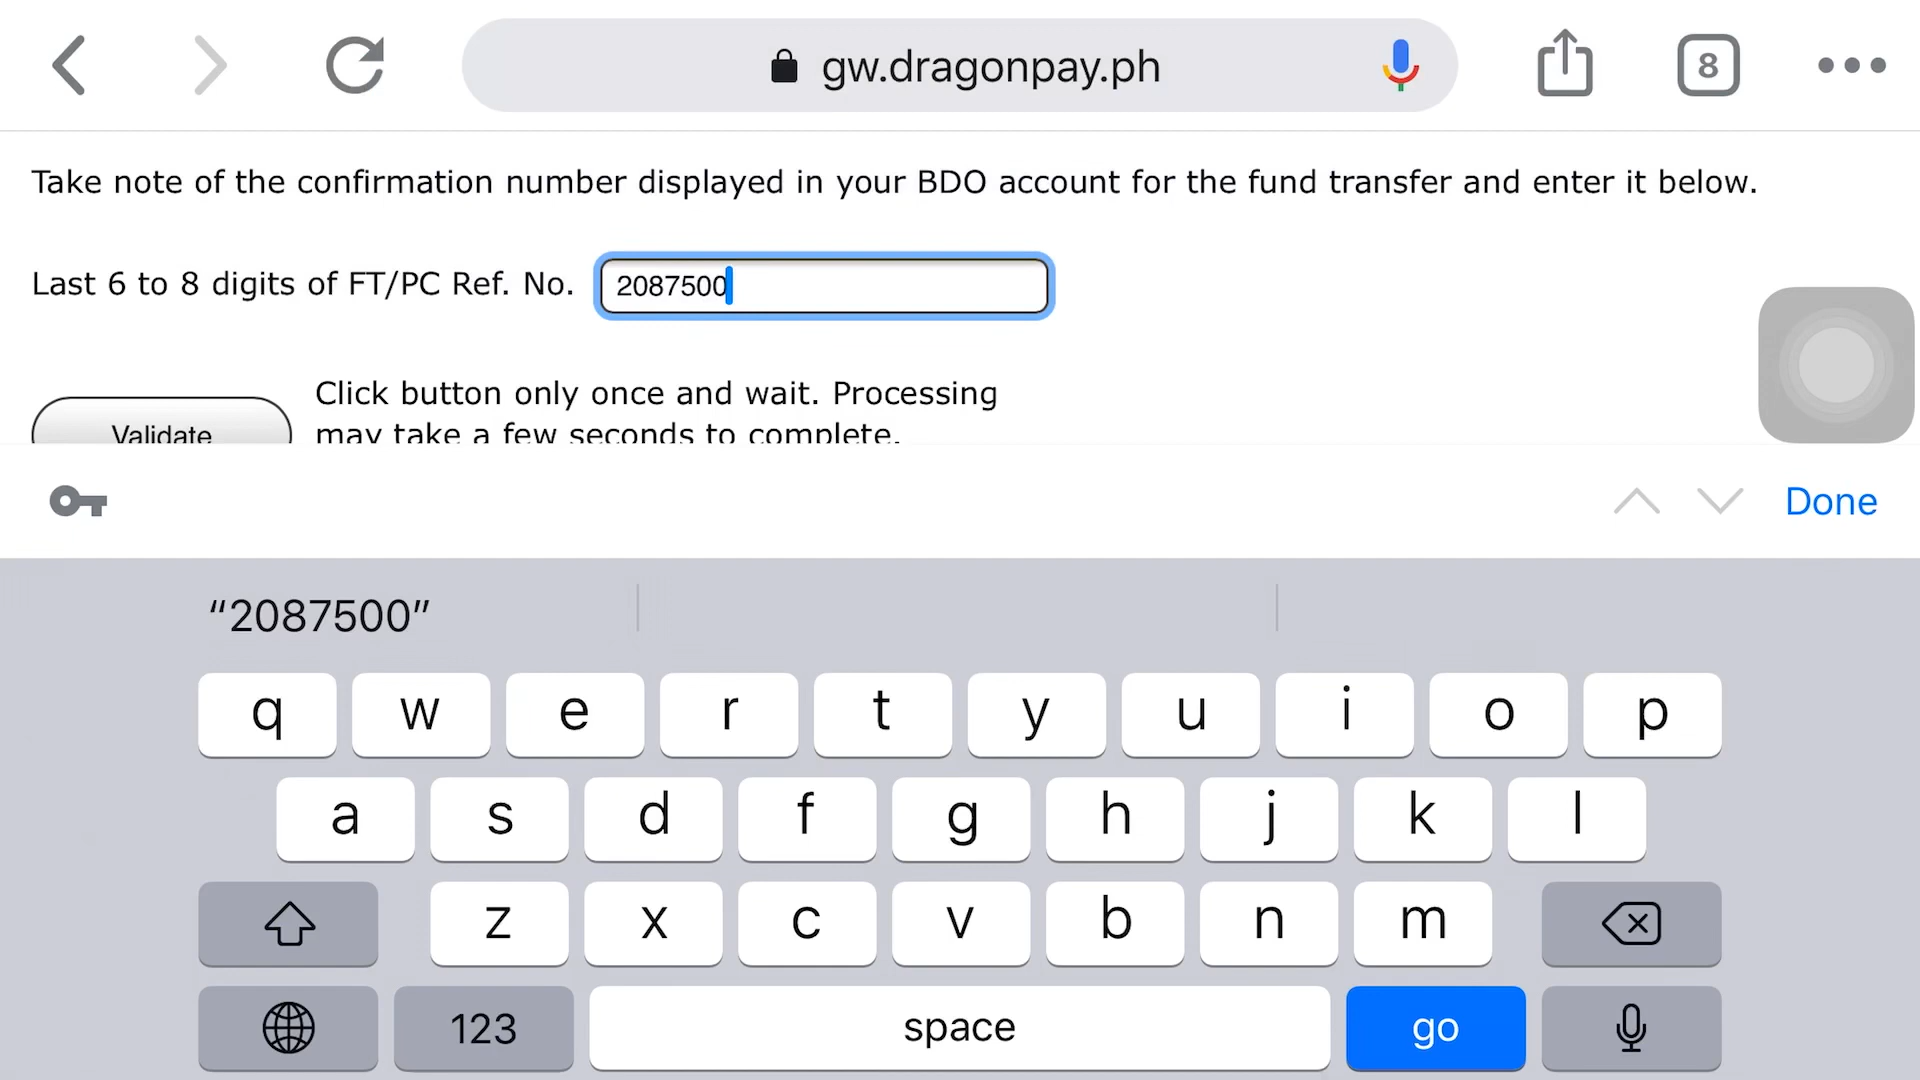 gw.dragonpay.ph
8
Take note of the confirmation number displayed in your BDO account for the fund transfer and enter it below.
Last 6 to 8 digits of FT/PC Ref. No. 2087500
Click button only once and wait. Processing
Validate may take a few seconds to complete.
Done
“2087500”
q w e r t y u i o p
a s d f g h j k l
z x c v b n m
123 space go